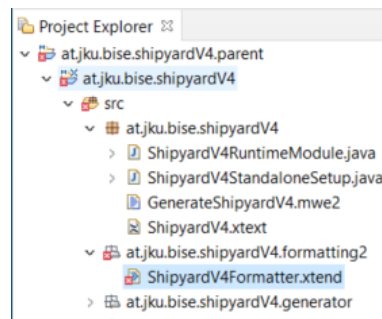 Project Explorer
at.jku.bise.shipyardV4.parent
at.jku.bise.shipyardV4
src
at.jku.bise.shipyardV4
ShipyardV4RuntimeModule.java
ShipyardV4StandaloneSetup.java
GenerateShipyardV4.mwe2
ShipyardV4.xtext
at.jku.bise.shipyardV4.formatting2
ShipyardV4Formatter.xtend
at.jku.bise.shipyardV4.generator